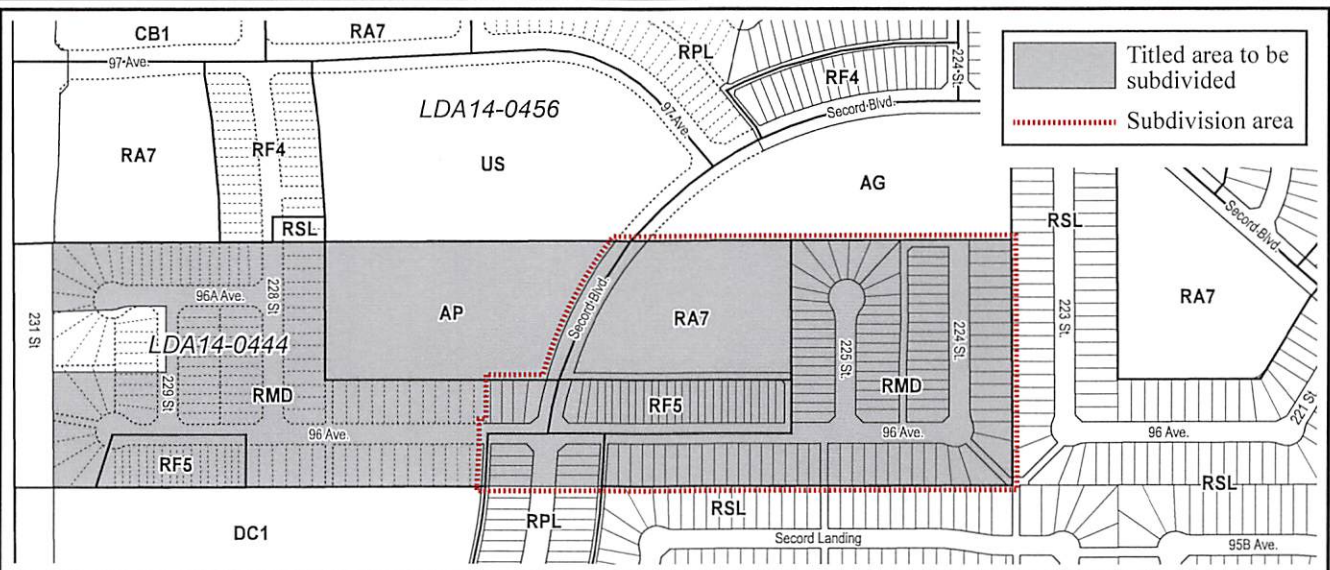 CB1
RA7
97 Ave.
RPL
RF4
224 St.
Titled area to be
subdivided
Subdivision area
LDA14-0456
97 Ave.
Secord Blvd.
RA7
RF4
US
AG
RSL
RSL
Secord Blvd.
231 St
96A Ave.
228 St
AP
Secord Blvd.
RA7
225 St.
224 St.
223 St.
RA7
LDA14-0444
229 St
RMD
RMD
RF5
221 St
96 Ave.
96 Ave.
96 Ave.
RF5
RSL
RPL
RSL
DC1
Secord Landing
95B Ave.